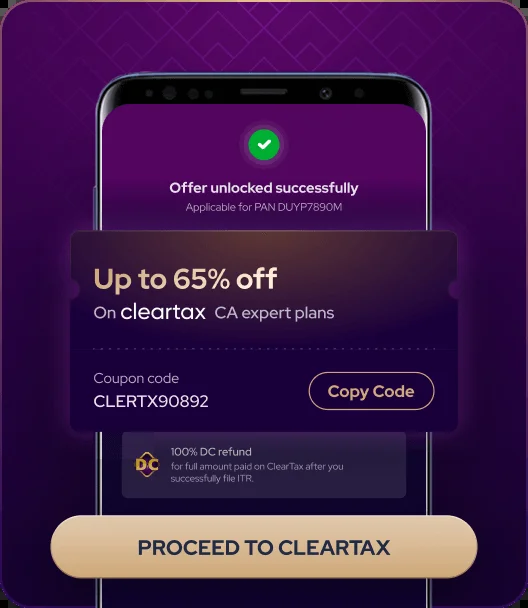 Offer unlocked successfully
Applicable for PAN DUYP7890M
Up to 65% off
On cleartax CA expert plans
Coupon code
CLERTX90892
Copy Code
DC
100% DC refund
for full amount paid on ClearTax after you
successfully file ITR.
PROCEED TO CLEARTAX